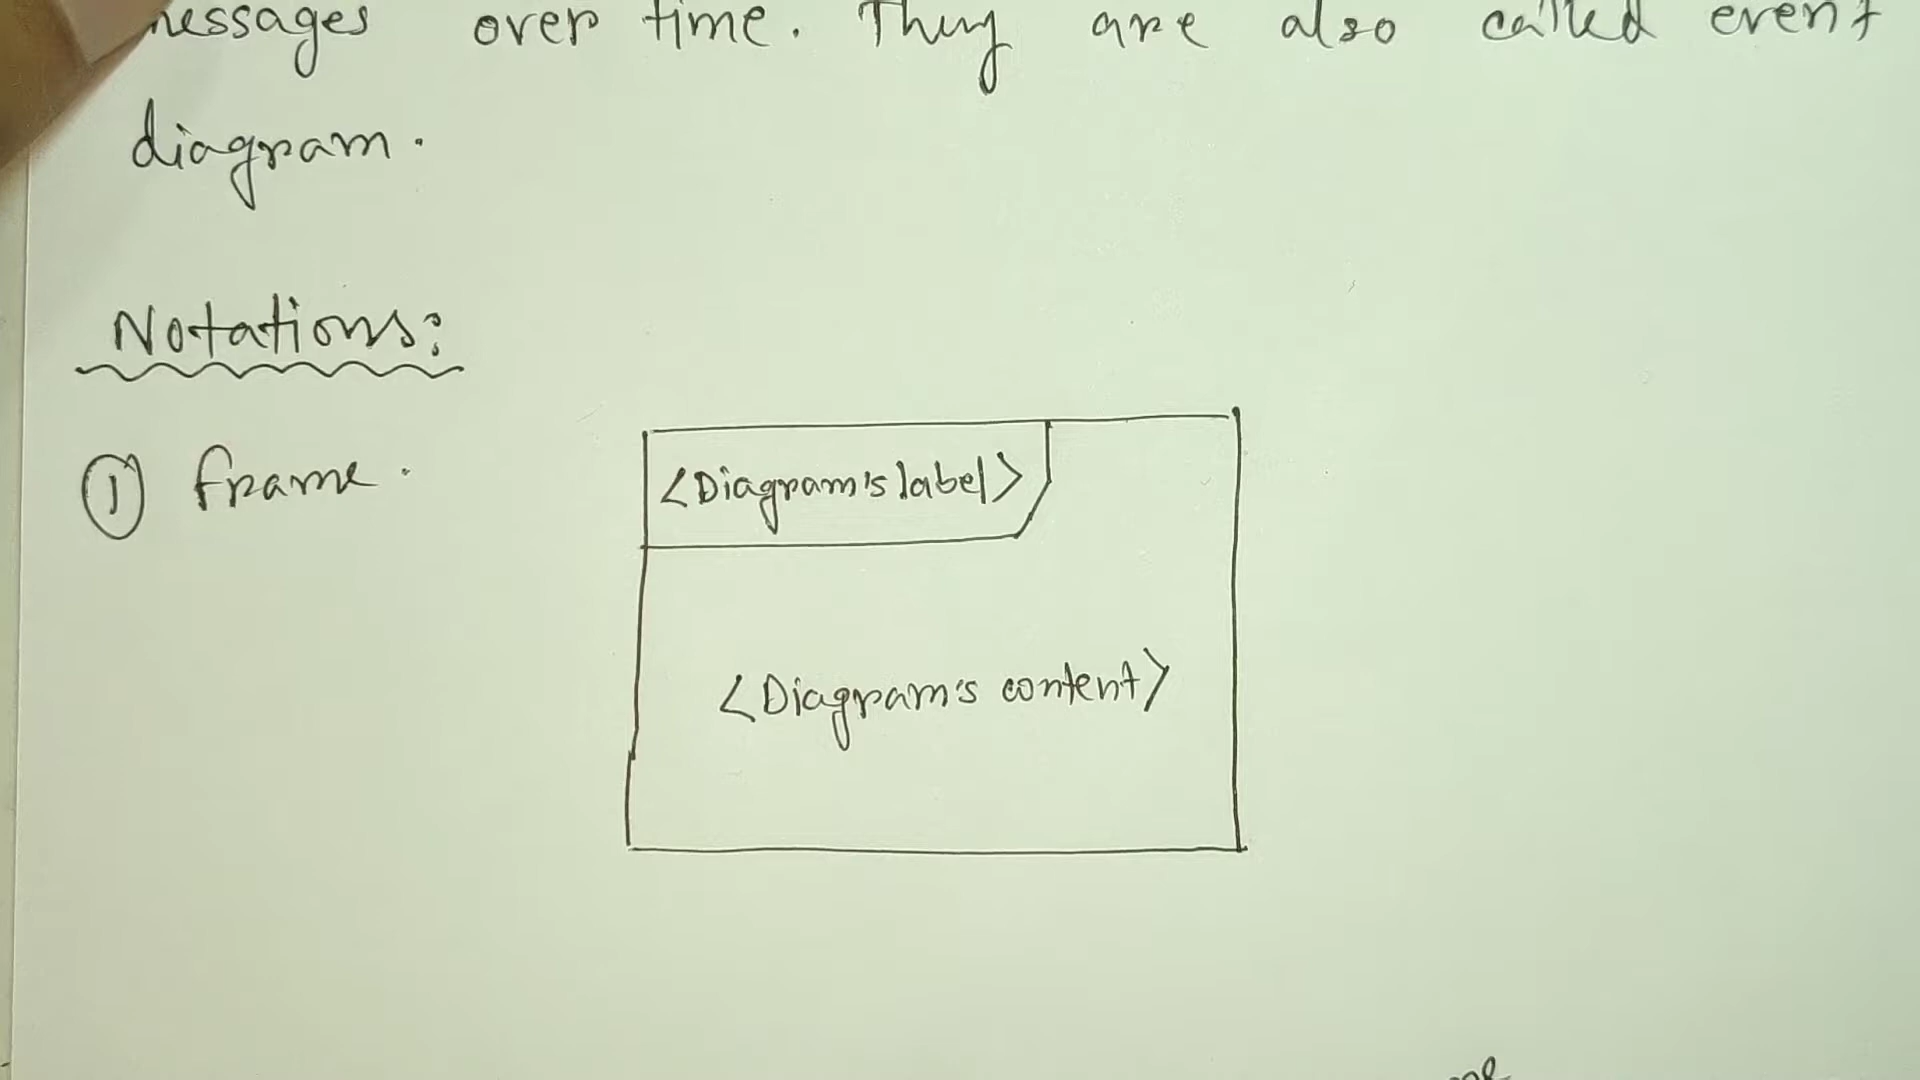 messages over time. They are also called event
diagram.
Notations:
① frame.
<Diagram's label>
<Diagram's content>